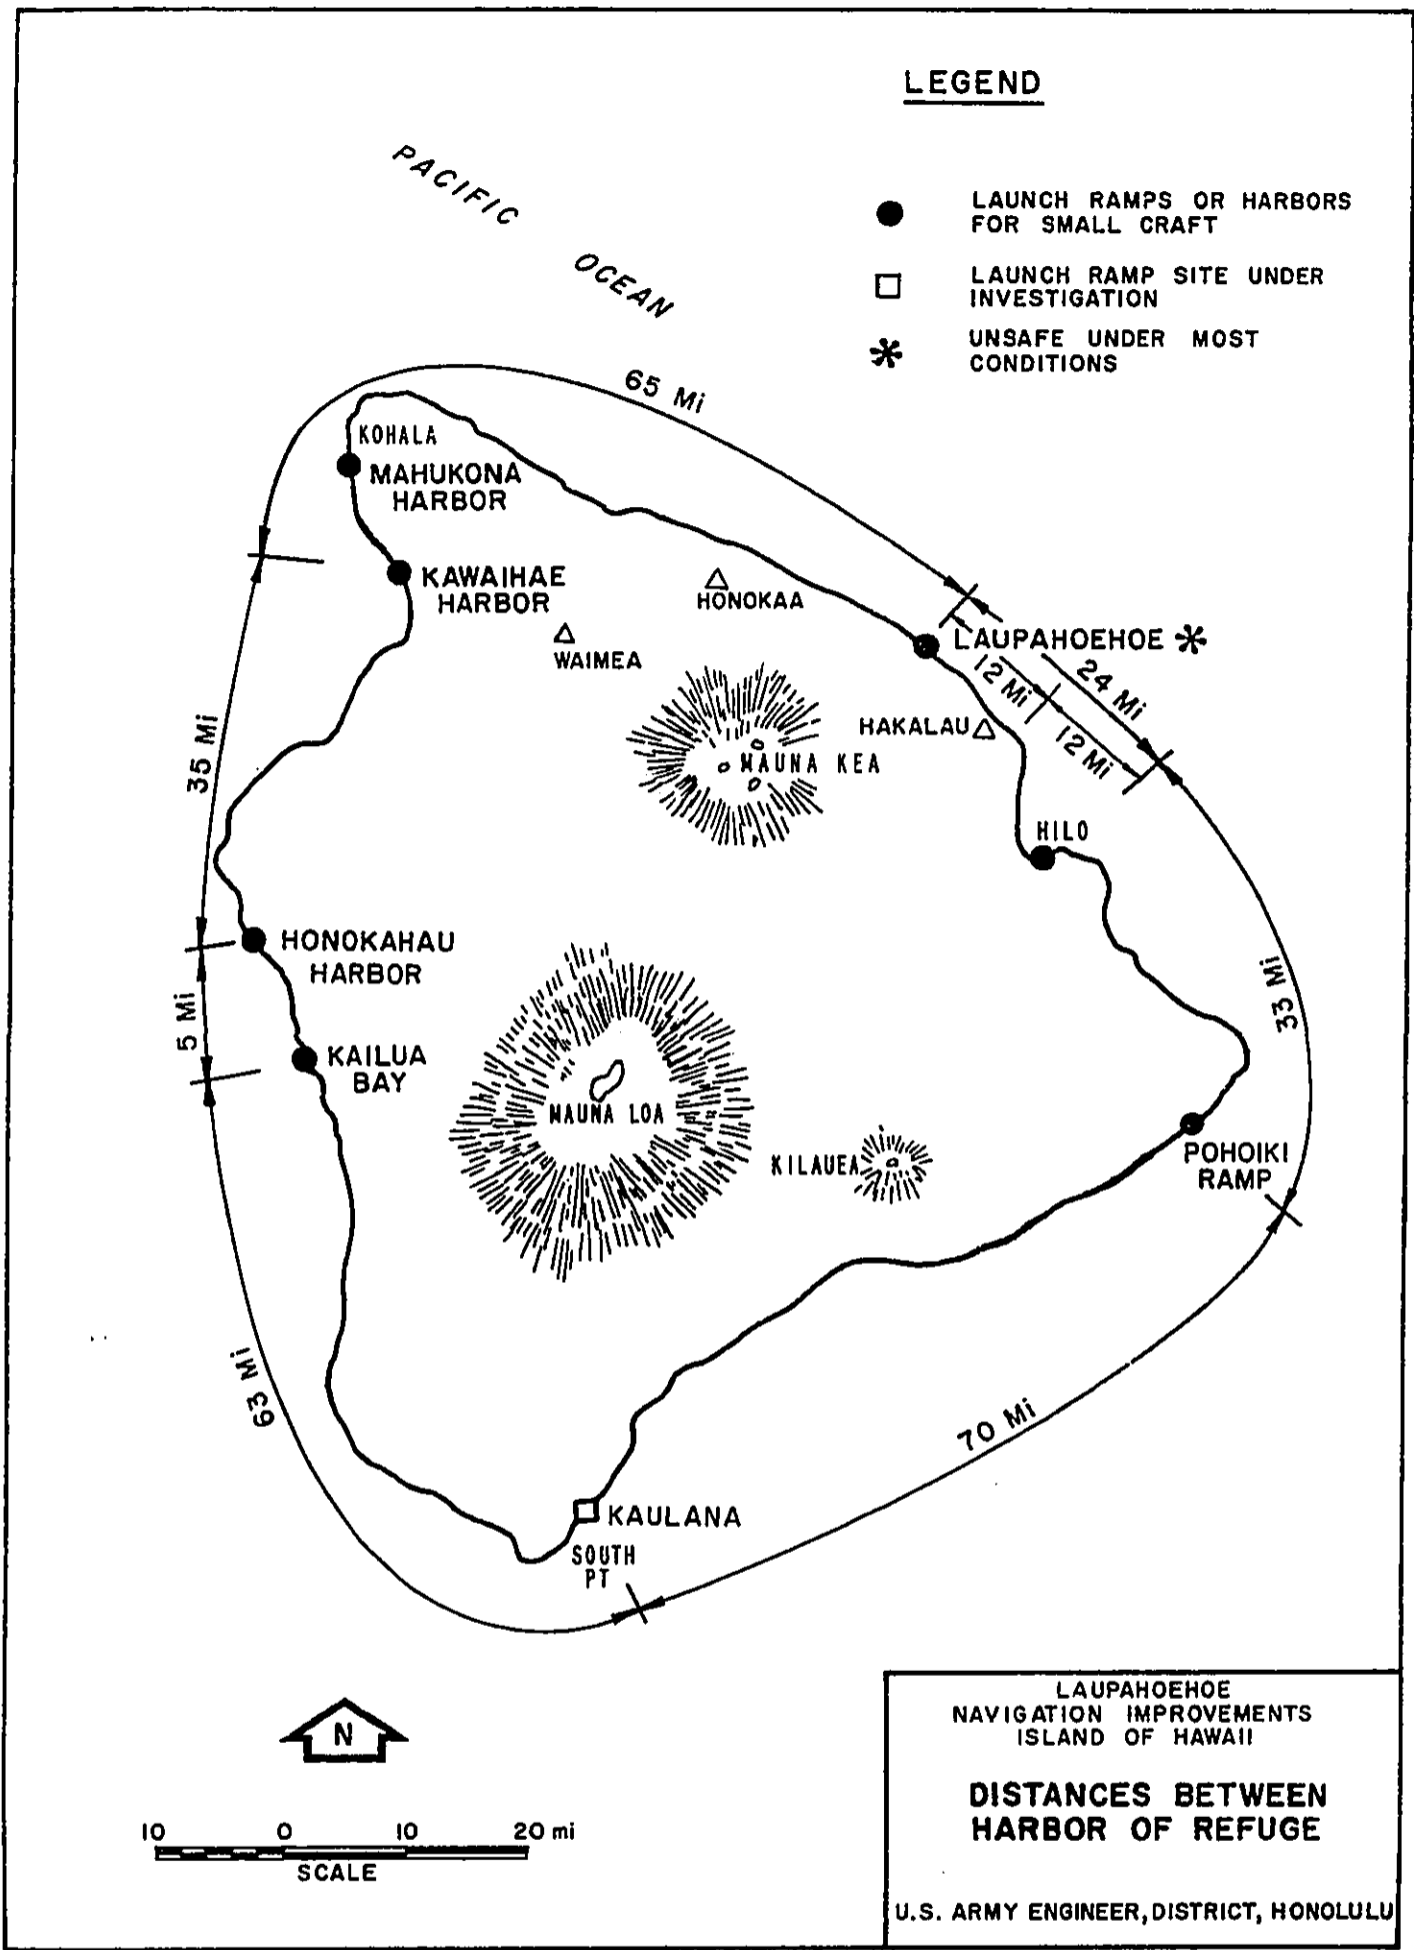 LEGEND
PACIFIC
OCEAN
LAUNCH RAMPS OR HARBORS
FOR SMALL CRAFT
LAUNCH RAMP SITE UNDER
INVESTIGATION
UNSAFE UNDER MOST
CONDITIONS
65 Mi
KOHALA
MAHUKONA
HARBOR
KAWAIHAE
HARBOR
HONOKAA
WAIMEA
LAUPAHOEHOE
12 Mi
24 Mi
12 Mi
HAKALAU
MAUNA KEA
35 Mi
HILO
HONOKAHAU
HARBOR
33 Mi
5 Mi
KAILUA
BAY
MAUNA LOA
KILAUEA
POHOIKI
RAMP
63 Mi
70 Mi
KAULANA
SOUTH
PT
N
10 0 10 20 mi
SCALE
LAUPAHOEHOE
NAVIGATION IMPROVEMENTS
ISLAND OF HAWAII
DISTANCES BETWEEN
HARBOR OF REFUGE
U.S. ARMY ENGINEER, DISTRICT, HONOLULU